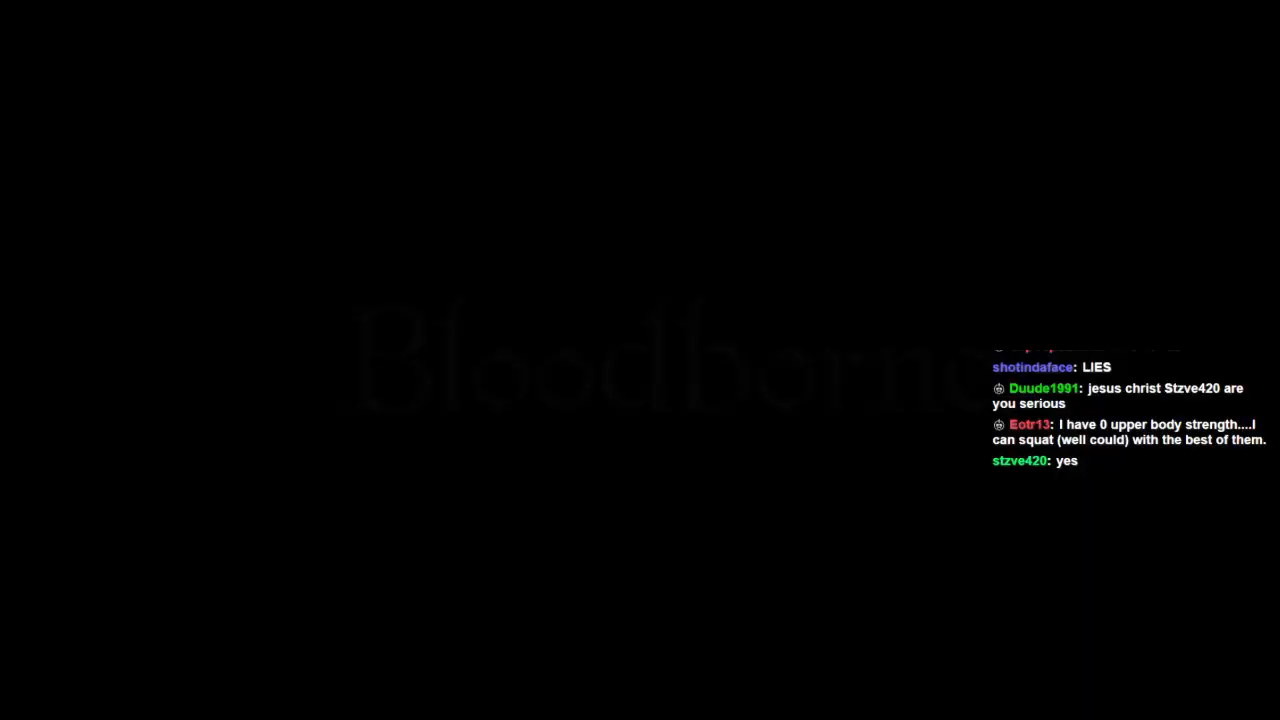 Bloodborne
shotindaface: LIES
Duude1991: jesus christ Stzve420 are
you serious
Eotr13: I have 0 upper body strength....I
can squat (well could) with the best of them.
stzve420: yes